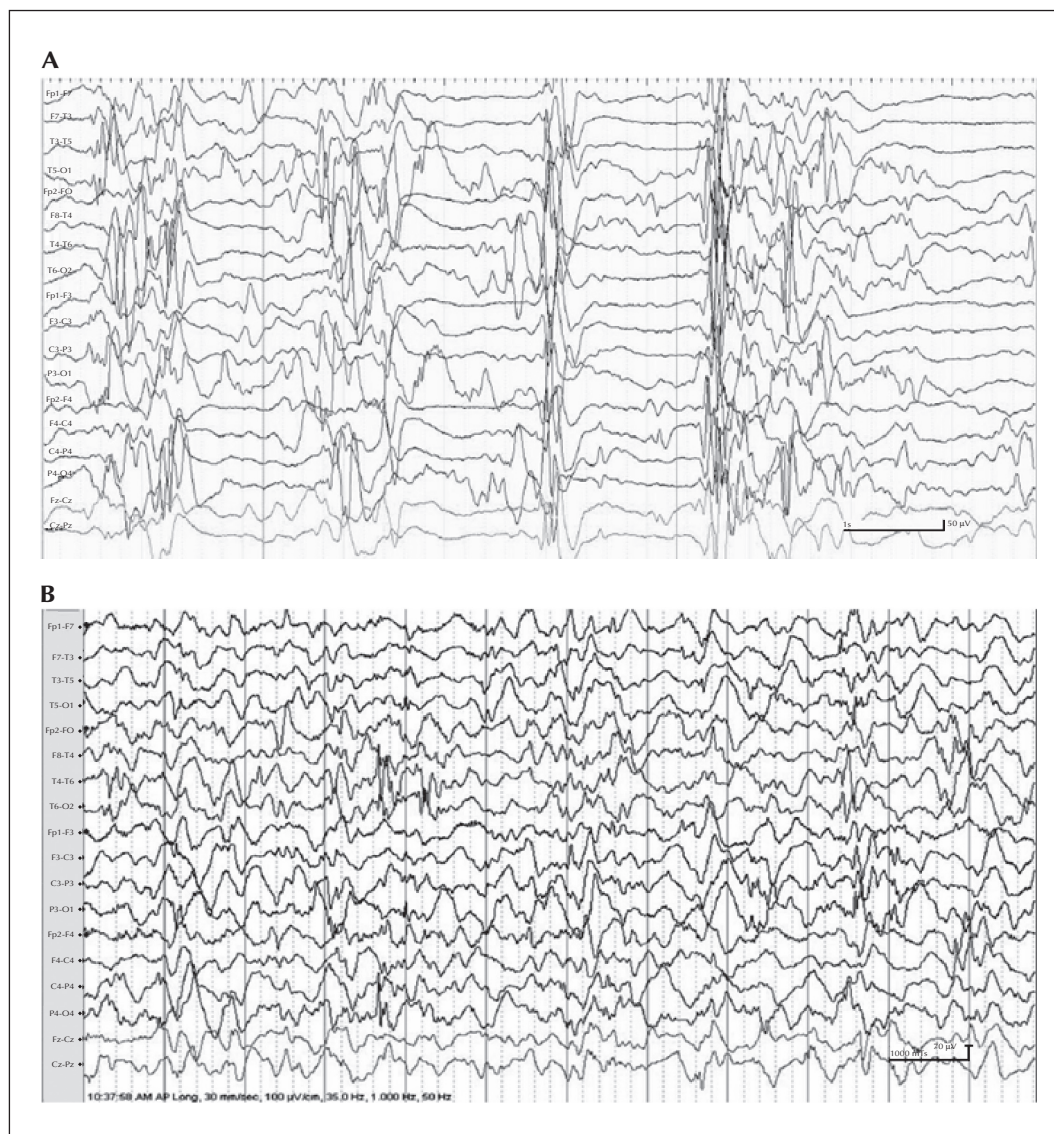 A
Fp1-F7
F7-T3
T3-T5
T5-O1
Fp2-FO
F8-T4
T4-T6
T6-O2
Fp1-F3
F3-C3
C3-P3
P3-O1
Fp2-F4
F4-C4
C4-P4
P4-O4
Fz-Cz
Cz-Pz
1s
50 µV
B
Fp1-F7
F7-T3
T3-T5
T5-O1
Fp2-FO
F8-T4
T4-T6
T6-O2
Fp1-F3
F3-C3
C3-P3
P3-O1
Fp2-F4
F4-C4
C4-P4
P4-O4
Fz-Cz
Cz-Pz
70 µV
1000
10:37:58 AM AP Long, 30 mm/sec, 100 µV/cm, 35.0 Hz, 1.000 Hz, 50 Hz